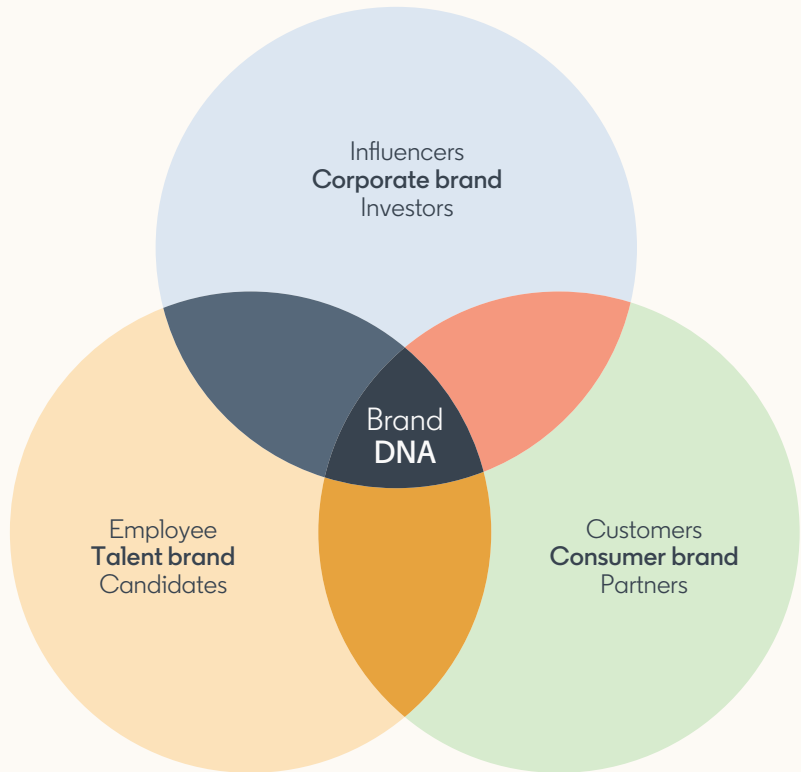 Influencers
Corporate brand
Investors
Brand
DNA
Employee
Talent brand
Candidates
Customers
Consumer brand
Partners